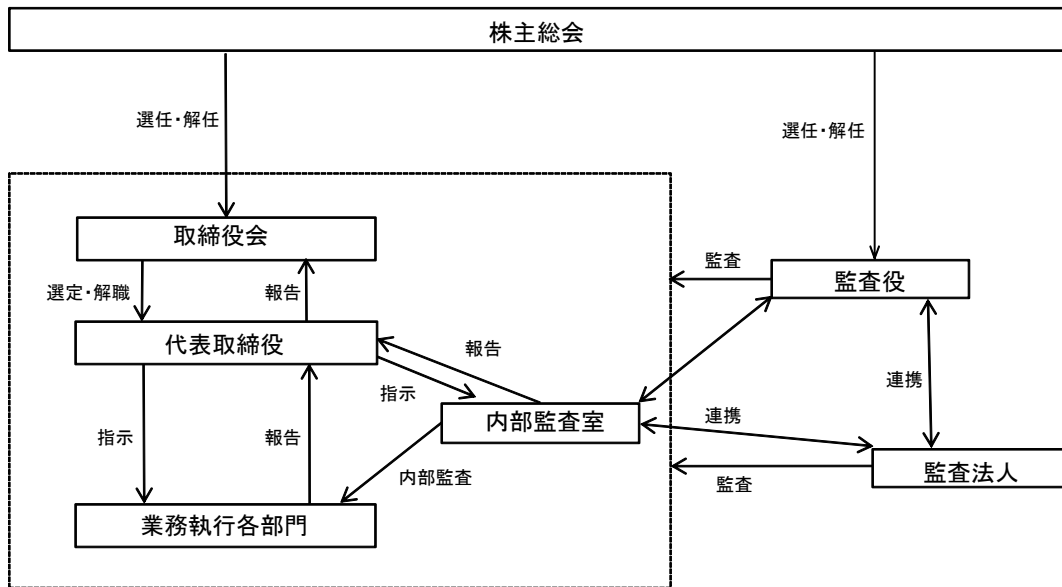 株主総会
選任・解任
選任・解任
取締役会
監査
監査役
選定・解職
報告
代表取締役
報告
指示
連携
内部監査室
連携
指示
報告
内部監査
監査法人
監査
業務執行各部門